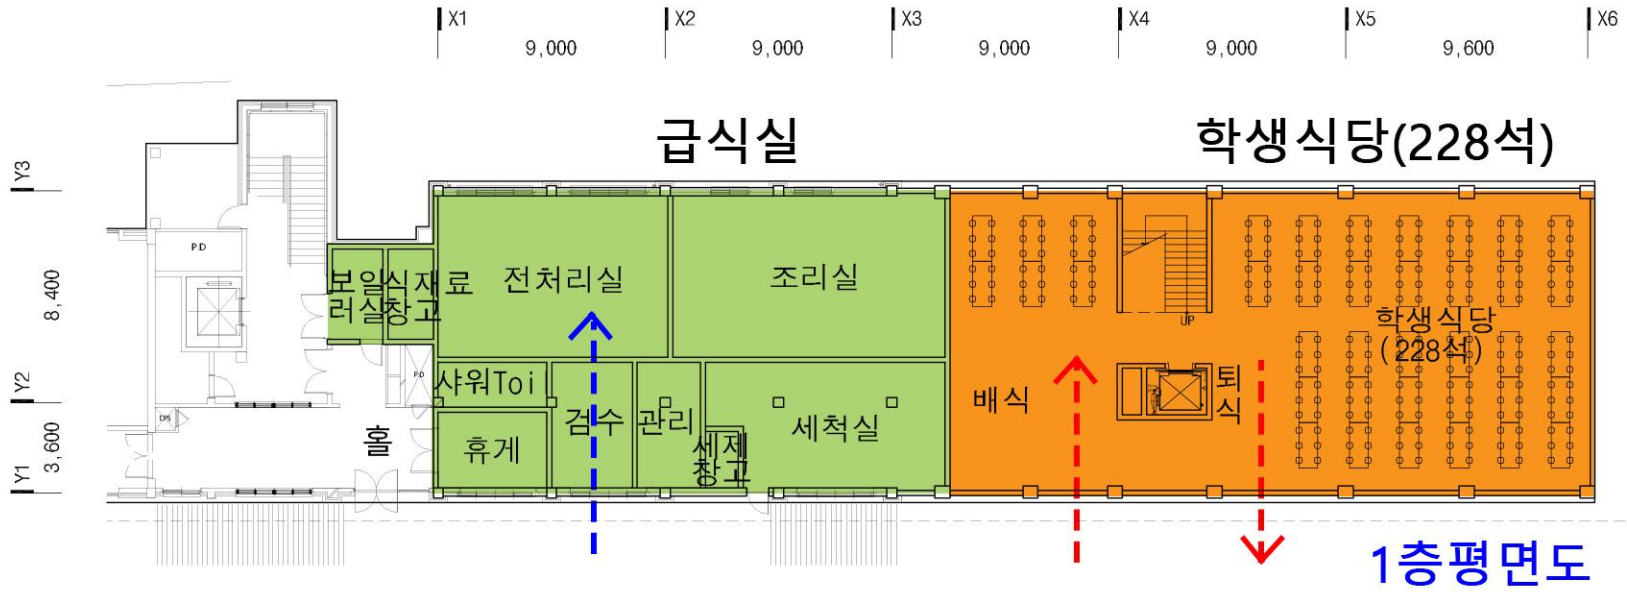 X1 X2 X3 X4 X5 X6
9,000 9,000 9,000 9,000 9,600
급식실 학생식당(228석)
Y3
8,400
Y2
3,600
Y1
P.D
보일
러실
식재료
창고
전처리실
조리실
UP
학생식당
(228석)
P.D
샤워Toi
휴게
검수
관리
세제
창고
세척실
배식
퇴
식
CPS
홀
1층평면도